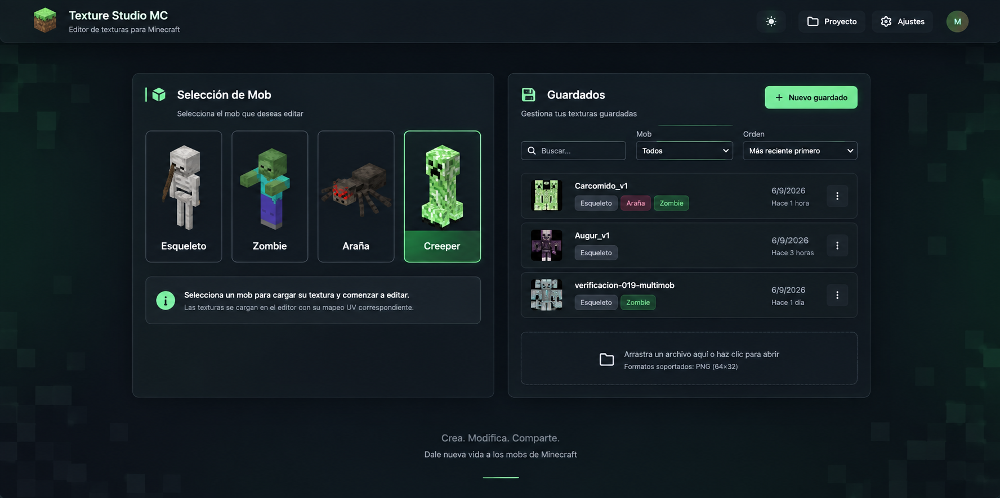 Texture Studio MC
Editor de texturas para Minecraft
Proyecto
Ajustes
M
Selección de Mob
Selecciona el mob que deseas editar
Esqueleto
Zombie
Araña
Creeper
Selecciona un mob para cargar su textura y comenzar a editar.
Las texturas se cargan en el editor con su mapeo UV correspondiente.
Guardados
Nuevo guardado
Gestiona tus texturas guardadas
Mob
Orden
Buscar...
Todos
Más reciente primero
Carcomido_v1
Esqueleto Araña Zombie
6/9/2026
Hace 1 hora
Augur_v1
Esqueleto
6/9/2026
Hace 3 horas
verificacion-019-multimob
Esqueleto Zombie
6/9/2026
Hace 1 día
Arrastra un archivo aquí o haz clic para abrir
Formatos soportados: PNG (64×32)
Crea. Modifica. Comparte.
Dale nueva vida a los mobs de Minecraft